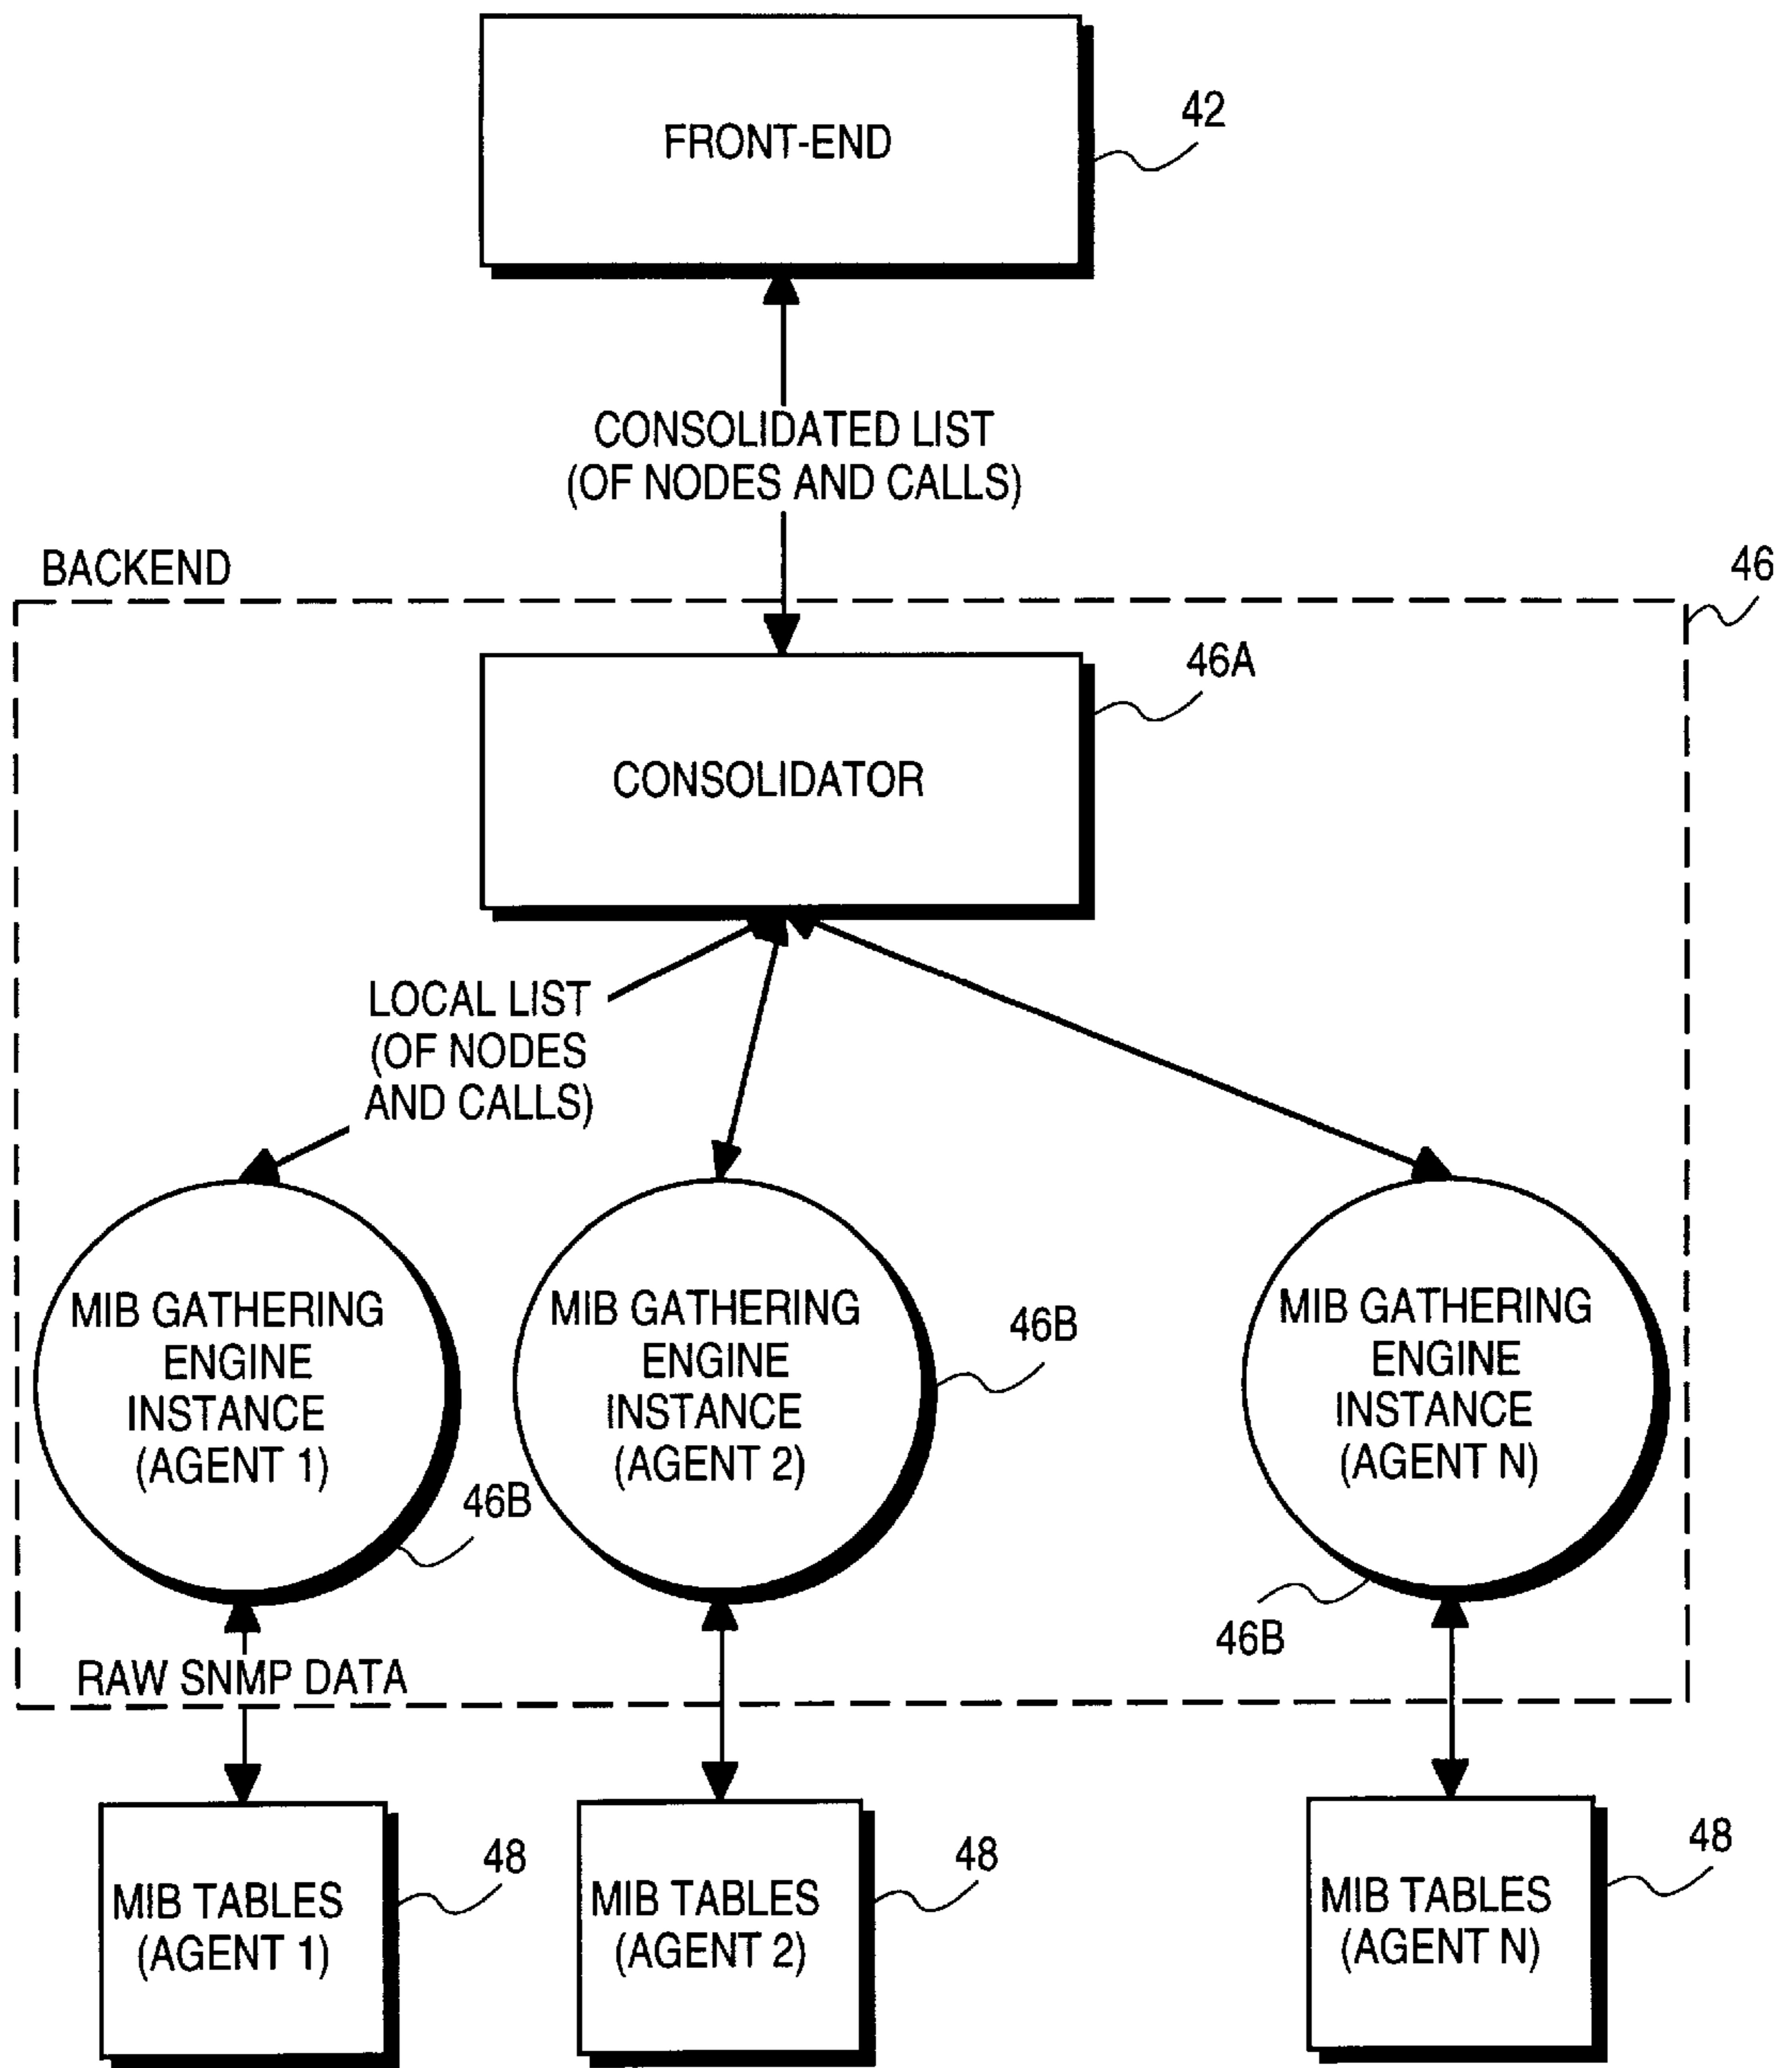 FRONT-END
42
CONSOLIDATED LIST
(OF NODES AND CALLS)
BACKEND
46
46A
CONSOLIDATOR
LOCAL LIST
(OF NODES
AND CALLS)
MIB GATHERING
ENGINE
INSTANCE
(AGENT 1)
46B
MIB GATHERING
ENGINE
INSTANCE
(AGENT 2)
46B
MIB GATHERING
ENGINE
INSTANCE
(AGENT N)
46B
RAW SNMP DATA
MIB TABLES
(AGENT 1)
48
MIB TABLES
(AGENT 2)
48
MIB TABLES
(AGENT N)
48